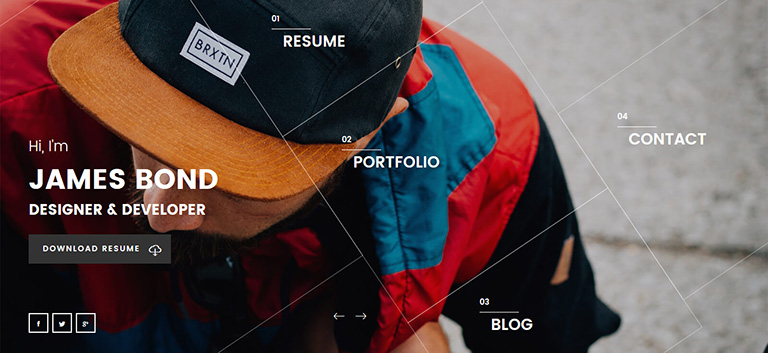 BRXTN
01
RESUME
02
PORTFOLIO
04
CONTACT
Hi, I'm
JAMES BOND
DESIGNER & DEVELOPER
DOWNLOAD RESUME
03
BLOG
f
g+